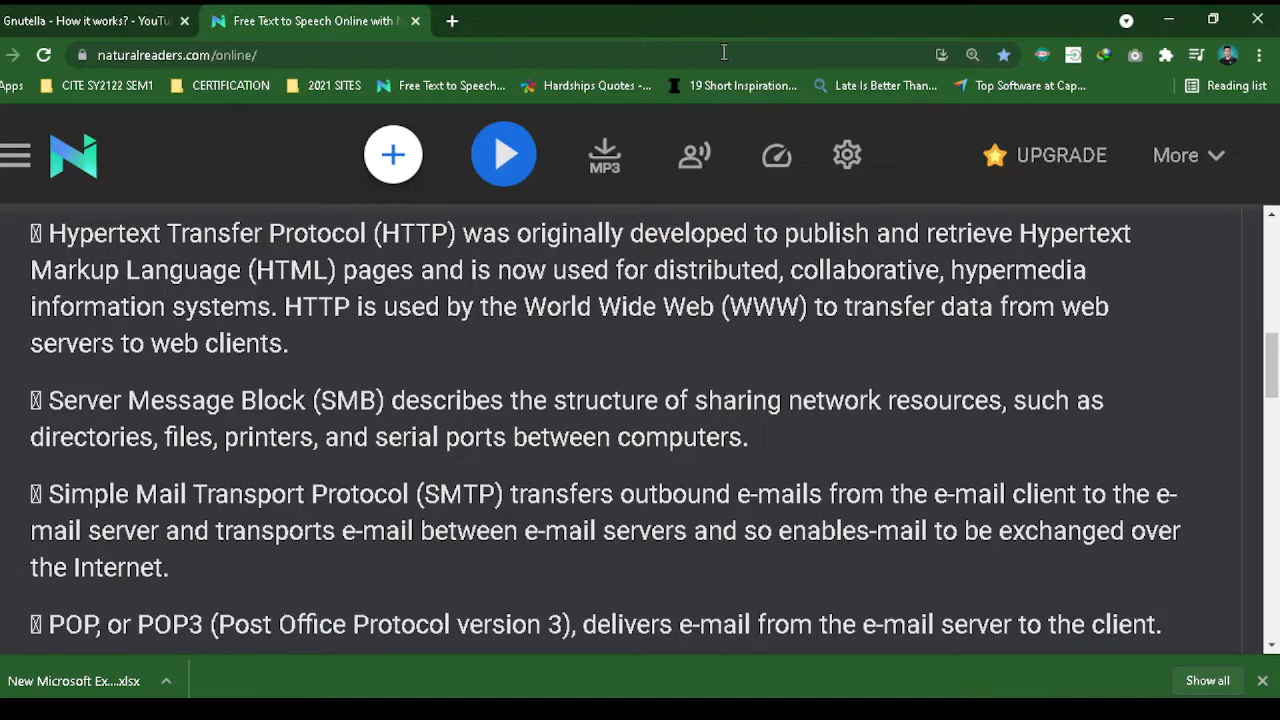 Gnutella - How it works? - YouTu
Free Text to Speech Online with N
naturalreaders.com/online/
Apps
CITE SY2122 SEM1
CERTIFICATION
2021 SITES
Free Text to Speech...
Hardships Quotes -...
19 Short Inspiration...
Late Is Better Than...
Top Software at Cap...
Reading list
MP3
UPGRADE
More
Hypertext Transfer Protocol (HTTP) was originally developed to publish and retrieve Hypertext
Markup Language (HTML) pages and is now used for distributed, collaborative, hypermedia
information systems. HTTP is used by the World Wide Web (WWW) to transfer data from web
servers to web clients.
Server Message Block (SMB) describes the structure of sharing network resources, such as
directories, files, printers, and serial ports between computers.
Simple Mail Transport Protocol (SMTP) transfers outbound e-mails from the e-mail client to the e-
mail server and transports e-mail between e-mail servers and so enables-mail to be exchanged over
the Internet.
POP, or POP3 (Post Office Protocol version 3), delivers e-mail from the e-mail server to the client.
New Microsoft Ex....xlsx
Show all